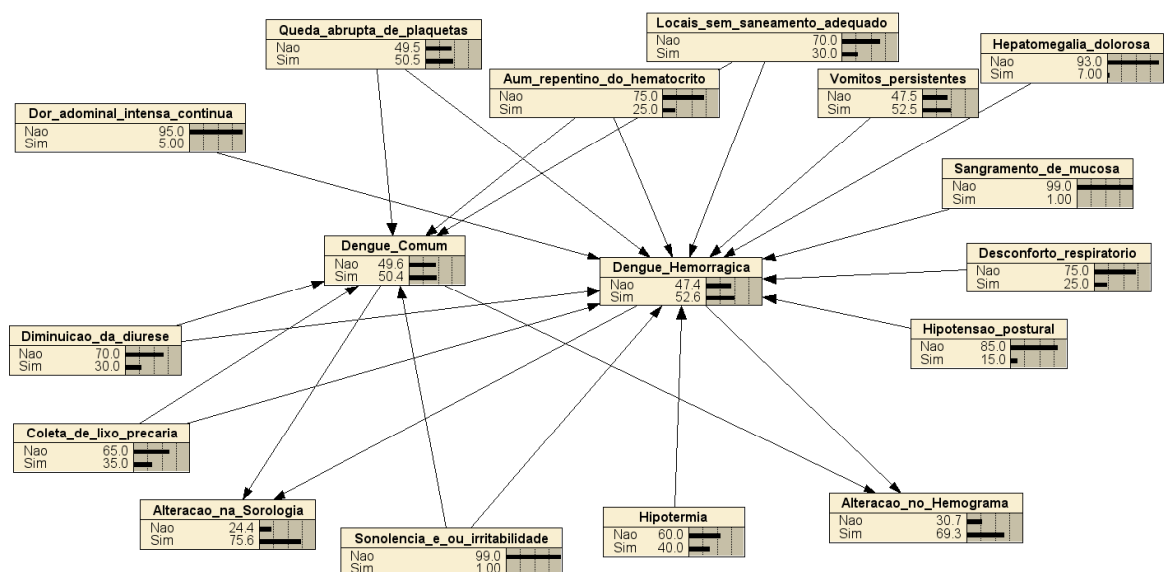 Queda_abrupta_de_plaquetas
Nao 49.5
Sim 50.5
Locais_sem_saneamento_adequado
Nao 70.0
Sim 30.0
Hepatomegalia_dolorosa
Nao 93.0
Sim 7.00
Aum_repentino_do_hematocrito
Nao 75.0
Sim 25.0
Vomitos_persistentes
Nao 47.5
Sim 52.5
Dor_adominal_intensa_continua
Nao 95.0
Sim 5.00
Sangramento_de_mucosa
Nao 99.0
Sim 1.00
Dengue_Comum
Nao 49.6
Sim 50.4
Dengue_Hemorragica
Nao 47.4
Sim 52.6
Desconforto_respiratorio
Nao 75.0
Sim 25.0
Diminuicao_da_diurese
Nao 70.0
Sim 30.0
Hipotensao_postural
Nao 85.0
Sim 15.0
Coleta_de_lixo_precaria
Nao 65.0
Sim 35.0
Alteracao_na_Sorologia
Nao 24.4
Sim 75.6
Sonolencia_e_ou_irritabilidade
Nao 99.0
Sim 1.00
Hipotermia
Nao 60.0
Sim 40.0
Alteracao_no_Hemograma
Nao 30.7
Sim 69.3